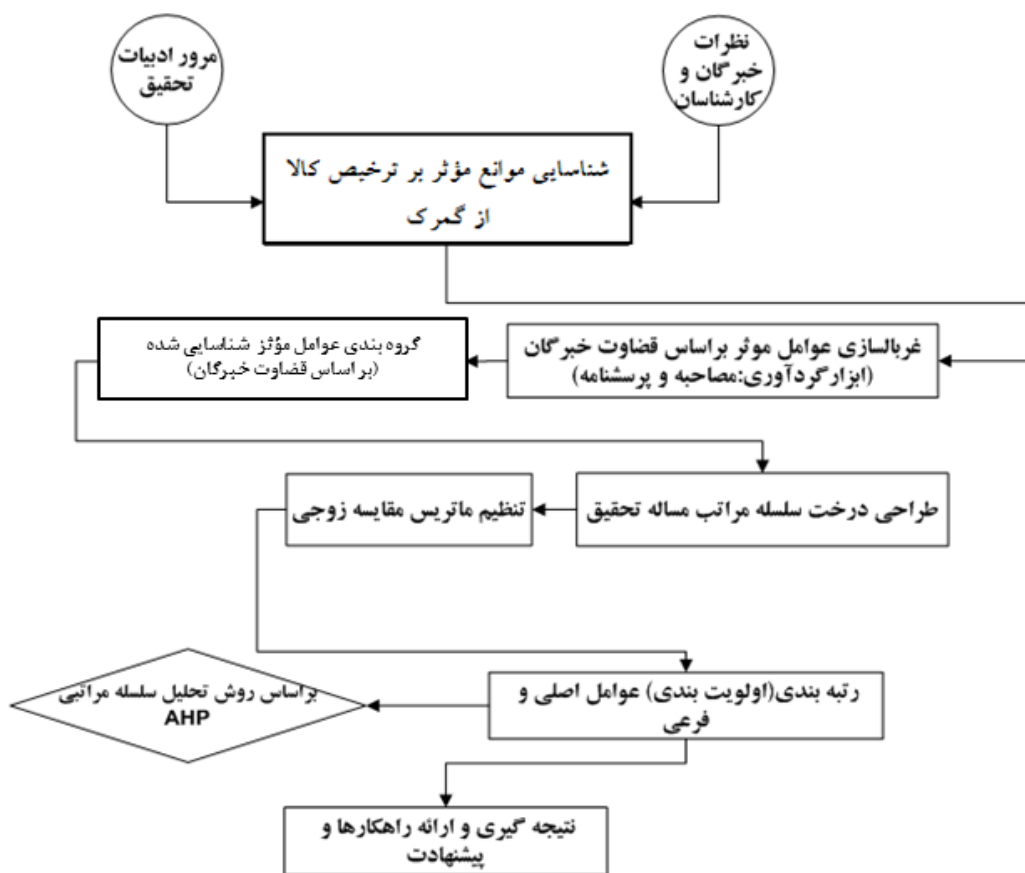 نظرات
خبرگان و
کارشناسان
مرور ادبیات
تحقیق
شناسایی موانع مؤثر بر ترخیص کالا
از گمرک
غربالسازی عوامل موثر براساس قضاوت خبرگان
(ابزارگردآوری:مصاحبه و پرسشنامه)
گروه بندی عوامل مؤثز شناسایی شده
(بر اساس قضاوت خبرگان)
طراحی درخت سلسله مراتب مساله تحقیق
تنظیم ماتریس مقایسه زوجی
رتبه بندی(اولویت بندی) عوامل اصلی و
فرعی
براساس روش تحلیل سلسله مراتبی
AHP
نتیجه گیری و ارائه راهکارها و
پیشنهادت